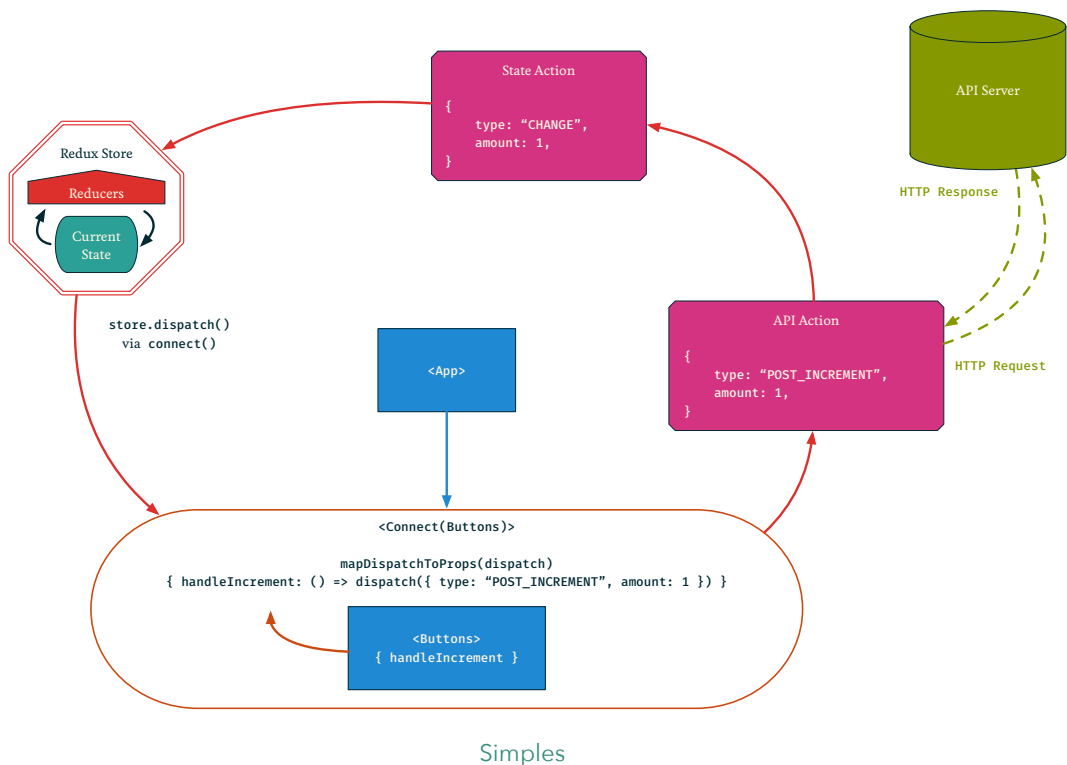 State Action
{
type: “CHANGE”,
amount: 1,
}
API Server
Redux Store
Reducers
Current
State
HTTP Response
store.dispatch()
via connect()
API Action
{
type: “POST_INCREMENT”,
amount: 1,
}
HTTP Request
<App>
<Connect(Buttons)>
mapDispatchToProps(dispatch)
{ handleIncrement: () => dispatch({ type: “POST_INCREMENT”, amount: 1 }) }
<Buttons>
{ handleIncrement }
Simples